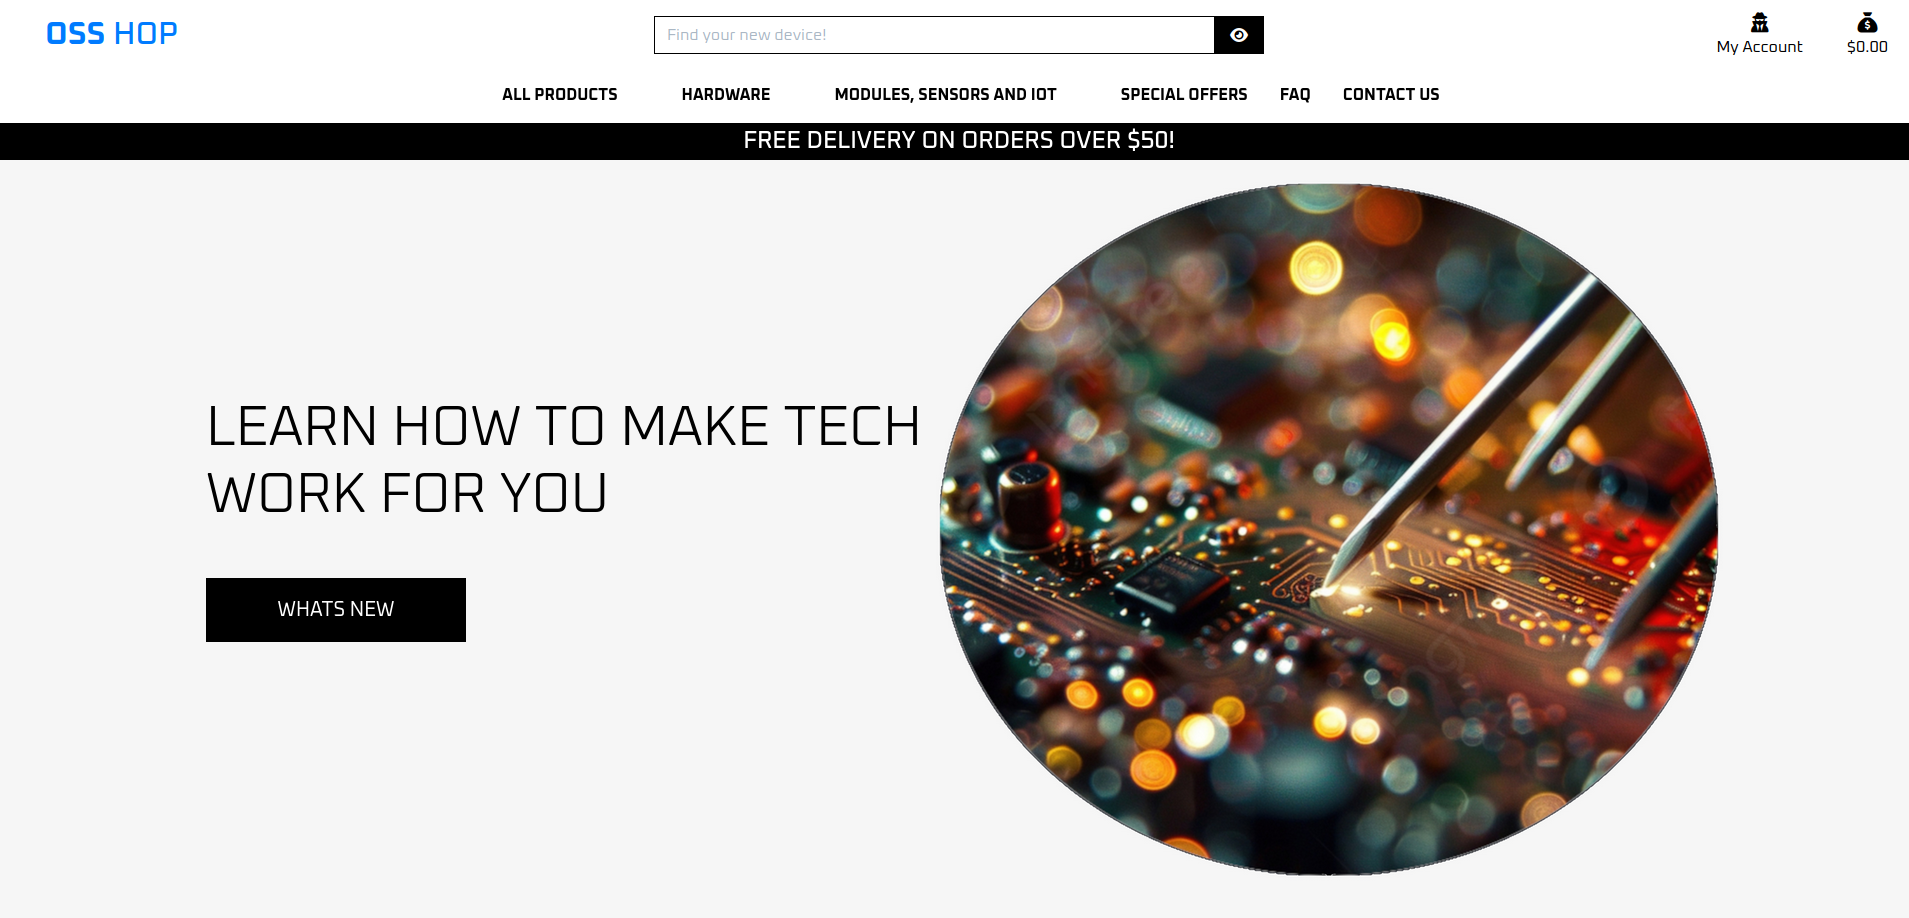 OSS HOP
Find your new device!
My Account
$0.00
ALL PRODUCTS
HARDWARE
MODULES, SENSORS AND IOT
SPECIAL OFFERS
FAQ
CONTACT US
FREE DELIVERY ON ORDERS OVER $50!
LEARN HOW TO MAKE TECH
WORK FOR YOU
WHATS NEW